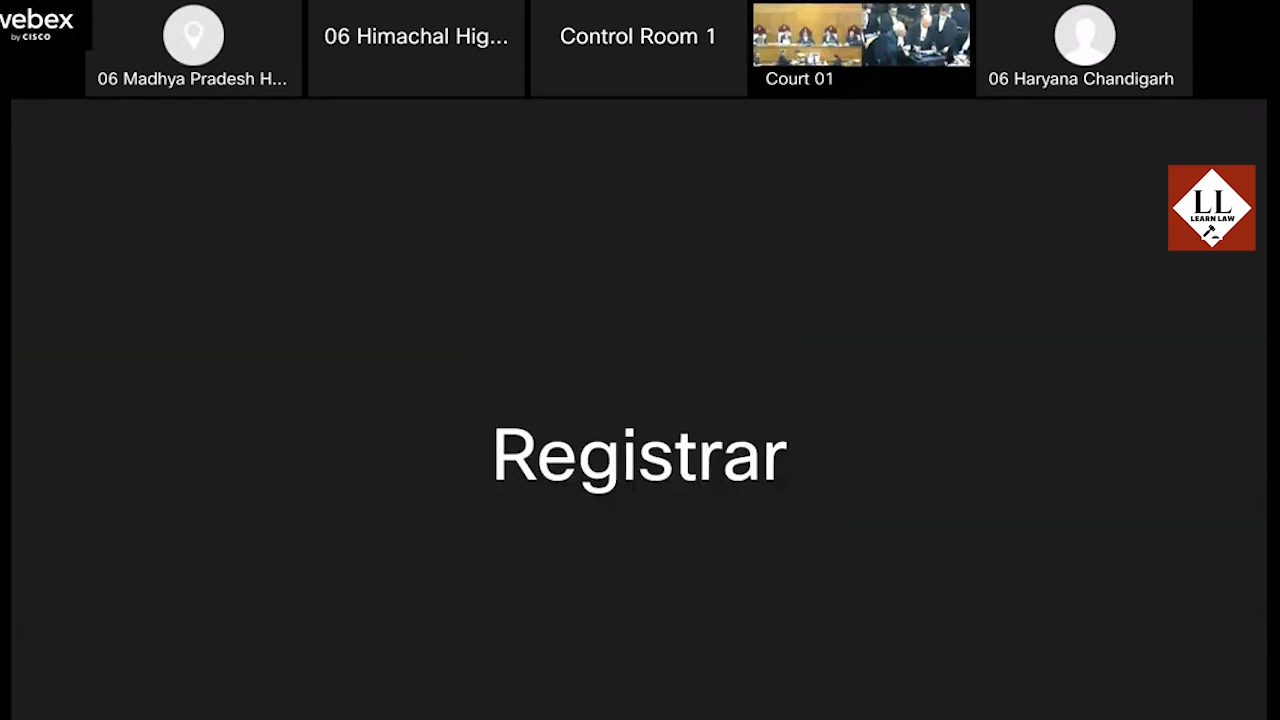 webex
by CISCO
06 Madhya Pradesh H...
06 Himachal Hig...
Control Room 1
Court 01
06 Haryana Chandigarh
LL
LEARN LAW
Registrar